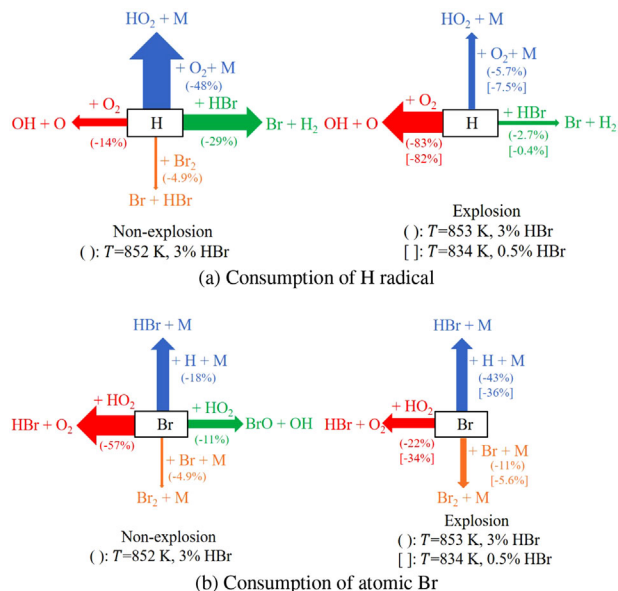 HO₂ + M
+ O₂+ M
(-48%)
+ O₂
+ HBr
OH + O
H
Br + H₂
(-14%)
(-29%)
+ Br₂
(-4.9%)
Br + HBr
Non-explosion
( ): T=852 K, 3% HBr
HO₂ + M
+ O₂+ M
(-5.7%)
[-7.5%]
+ O₂
+ HBr
OH + O
H
Br + H₂
(-83%)
[-82%]
(-2.7%)
[-0.4%]
Explosion
( ): T=853 K, 3% HBr
[ ]: T=834 K, 0.5% HBr
(a) Consumption of H radical
HBr + M
+ H + M
(-18%)
+ HO₂
+ HO₂
HBr + O₂
Br
BrO + OH
(-57%)
(-11%)
+ Br + M
(-4.9%)
Br₂ + M
Non-explosion
( ): T=852 K, 3% HBr
HBr + M
+ H + M
(-43%)
[-36%]
+ HO₂
HBr + O₂
Br
(-22%)
[-34%]
+ Br + M
(-11%)
[-5.6%]
Br₂ + M
Explosion
( ): T=853 K, 3% HBr
[ ]: T=834 K, 0.5% HBr
(b) Consumption of atomic Br